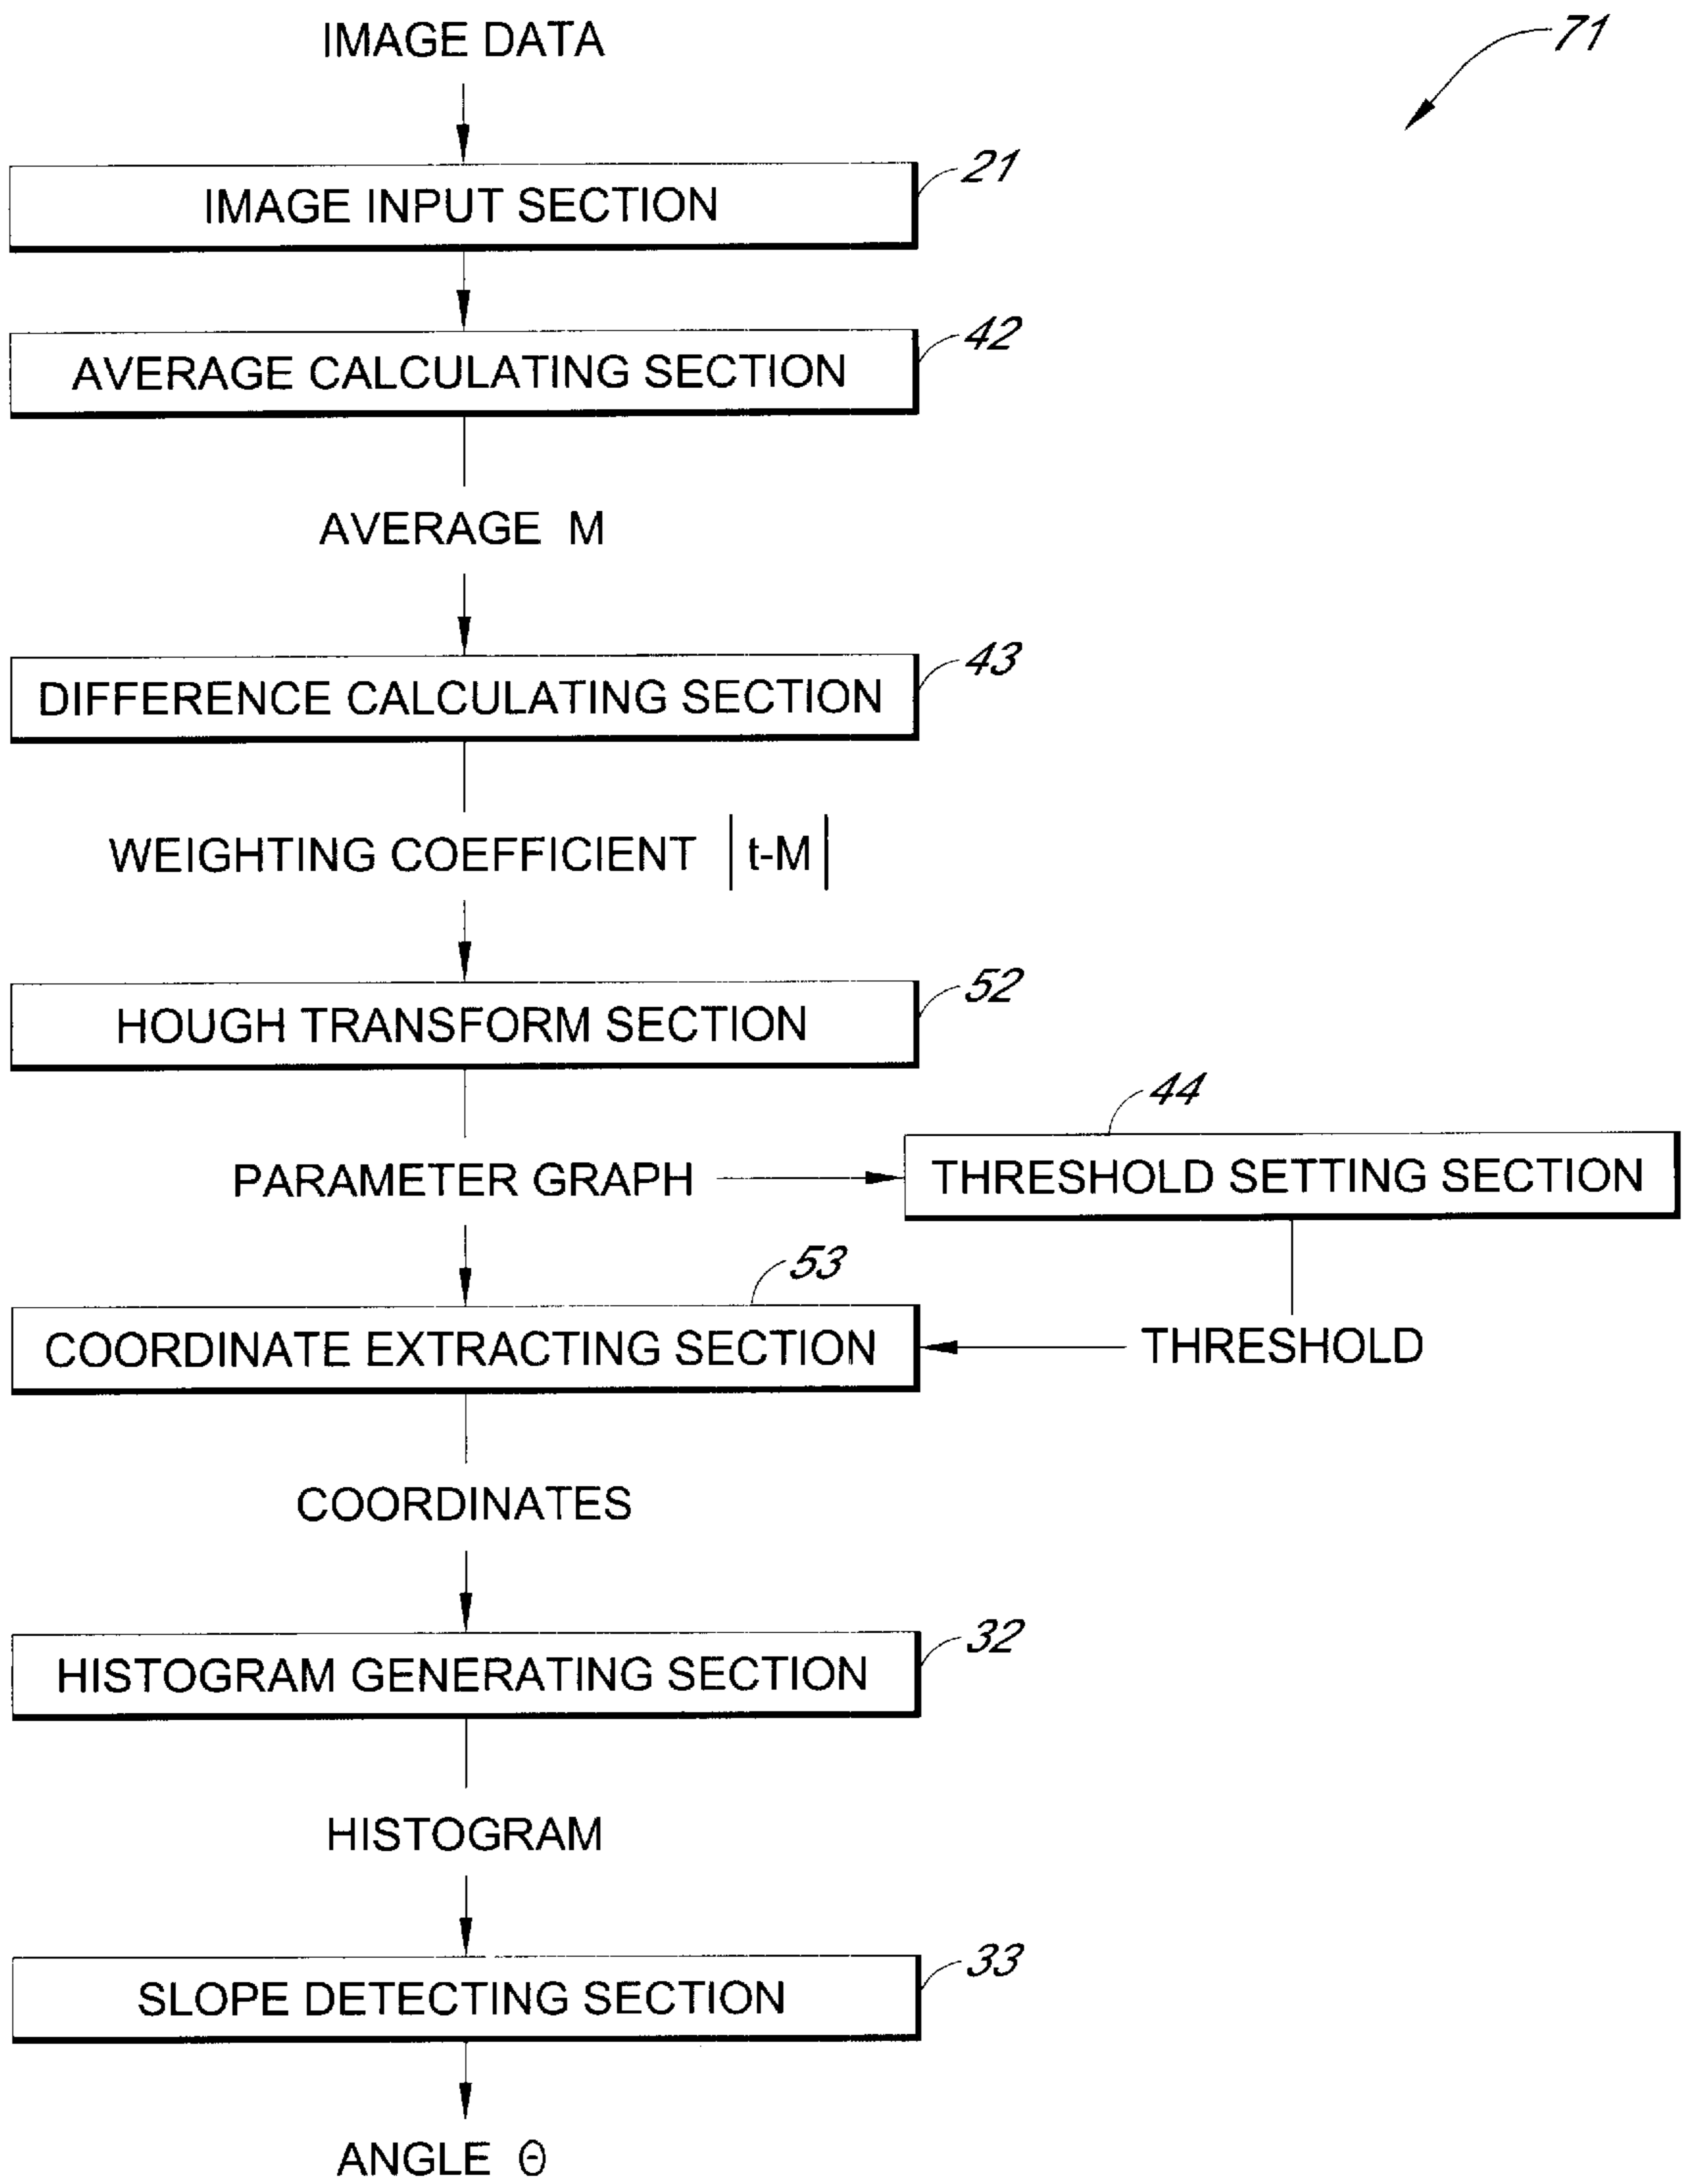 IMAGE DATA
71
21
IMAGE INPUT SECTION
42
AVERAGE CALCULATING SECTION
AVERAGE M
43
DIFFERENCE CALCULATING SECTION
WEIGHTING COEFFICIENT |t-M|
52
HOUGH TRANSFORM SECTION
44
PARAMETER GRAPH
THRESHOLD SETTING SECTION
53
COORDINATE EXTRACTING SECTION
THRESHOLD
COORDINATES
32
HISTOGRAM GENERATING SECTION
HISTOGRAM
33
SLOPE DETECTING SECTION
ANGLE Θ